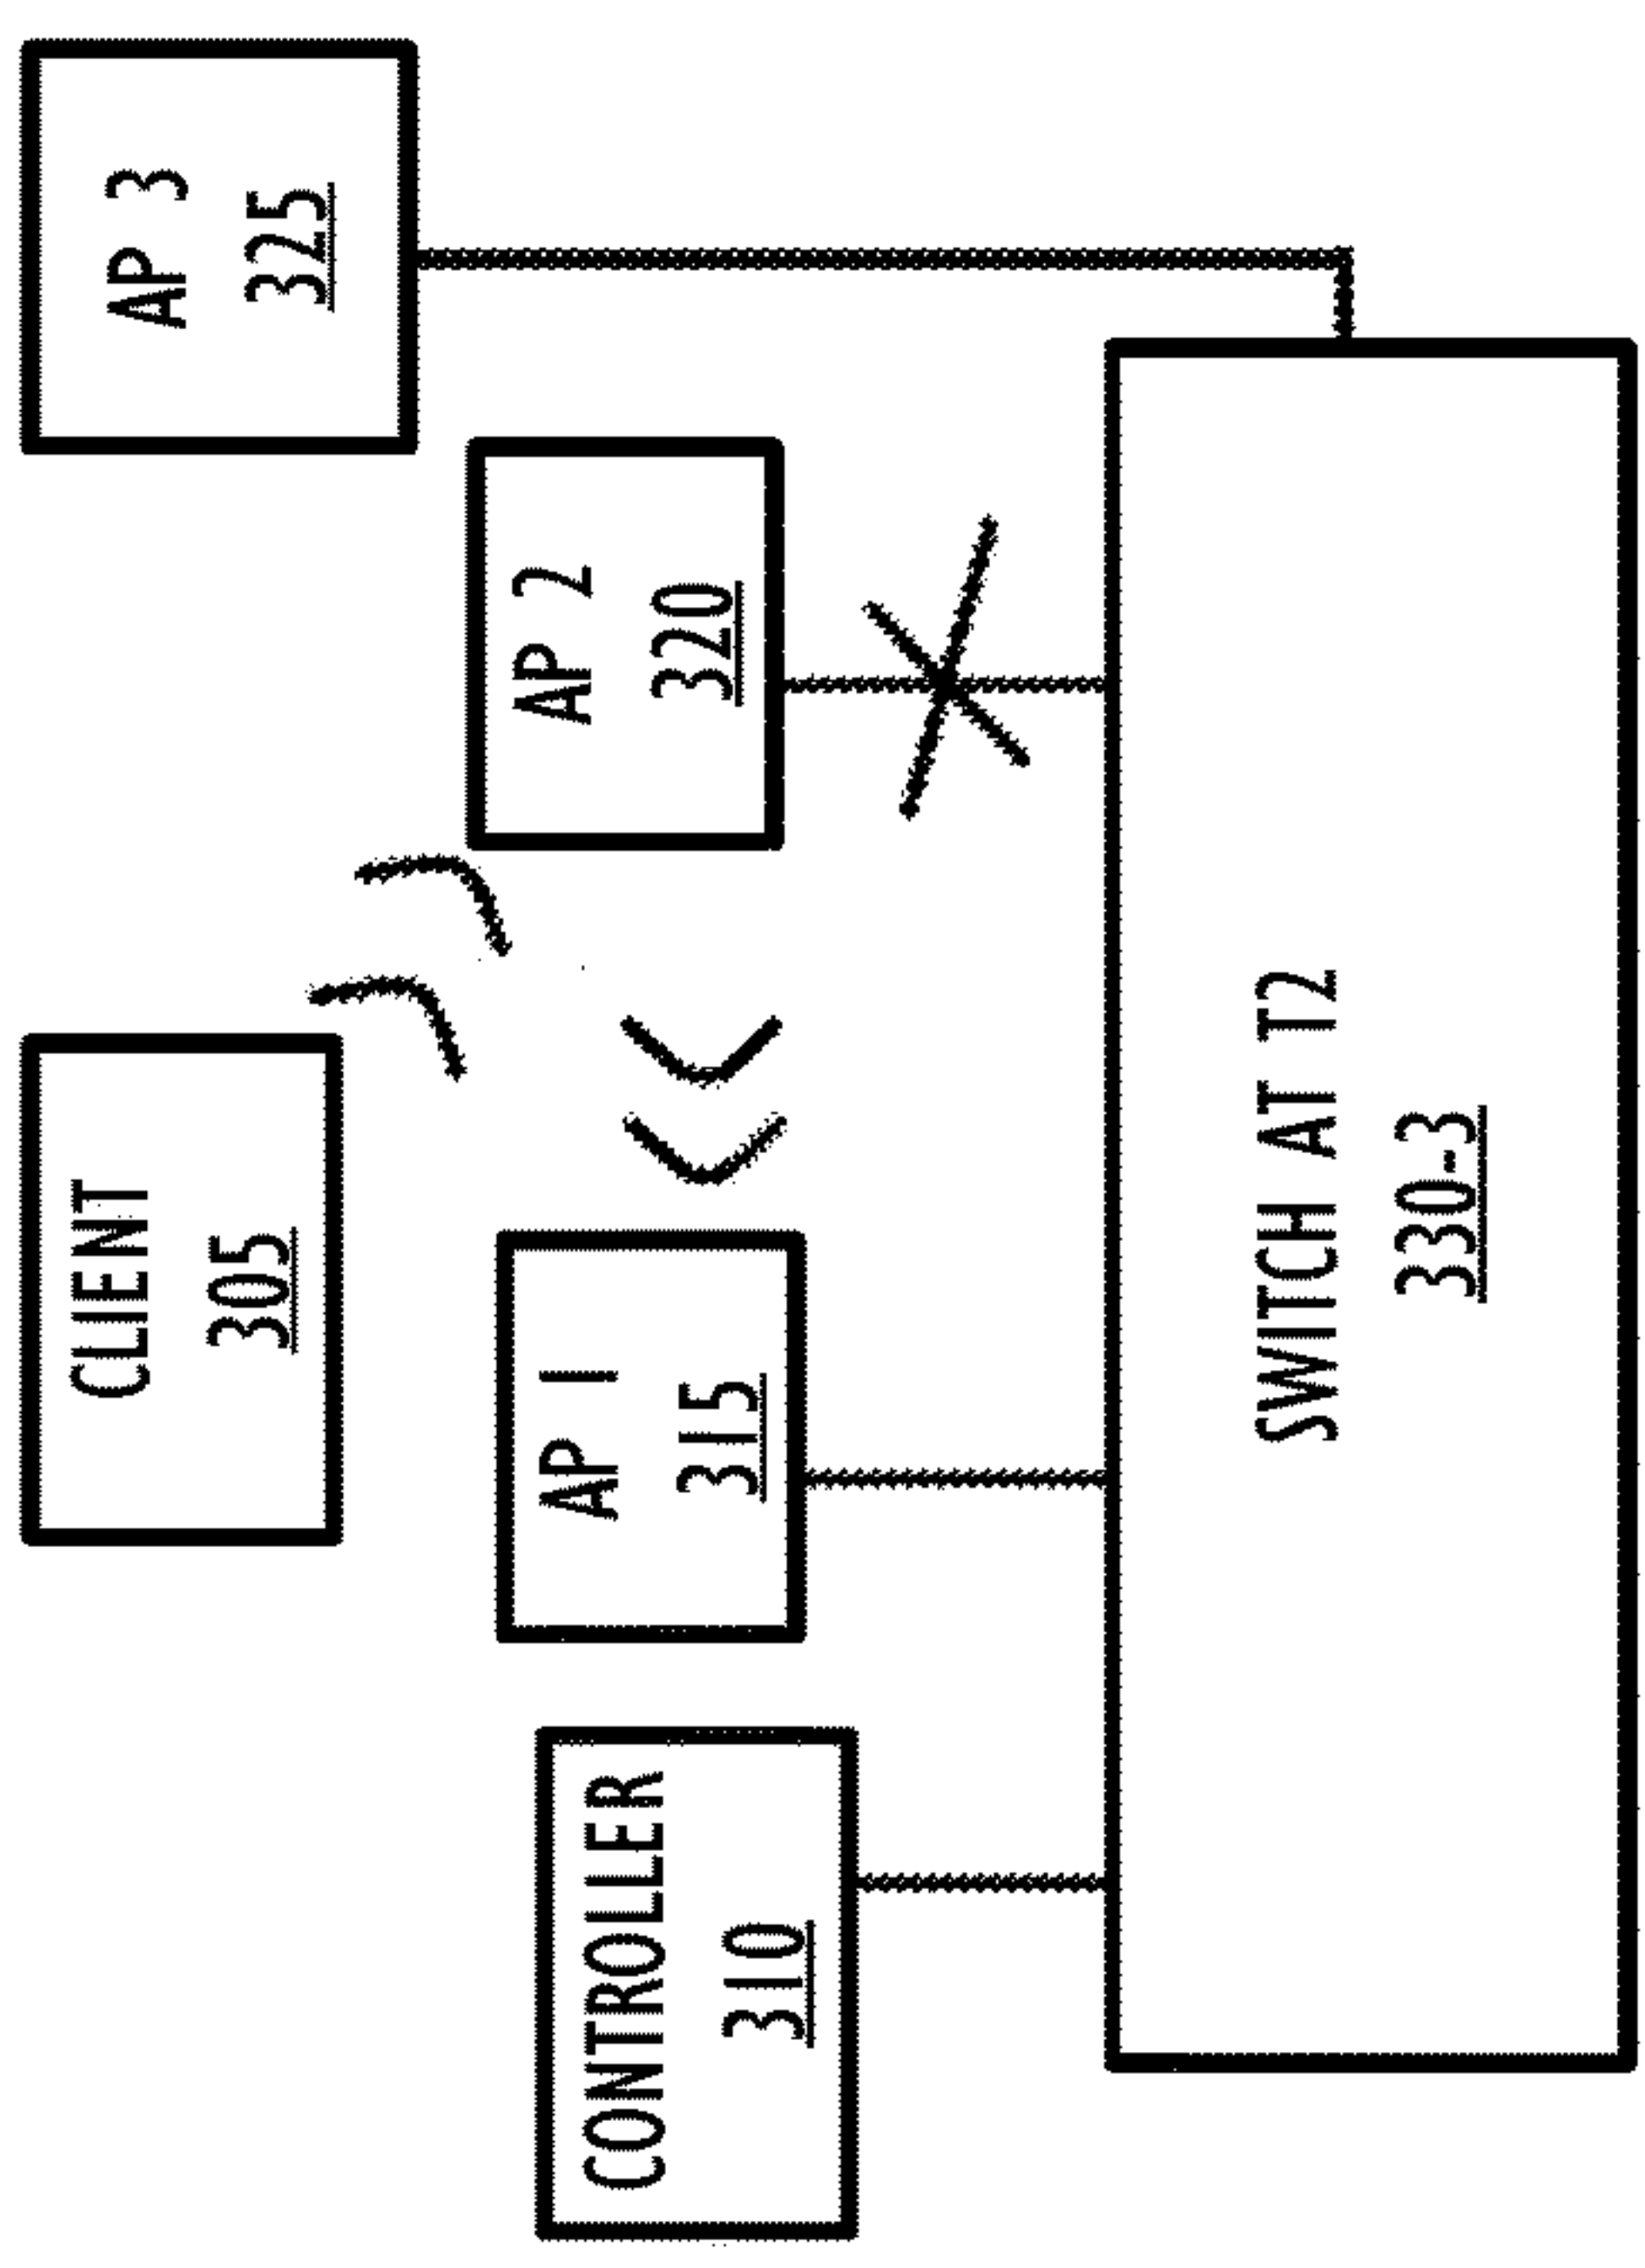 CLIENT
305
AP 3
325
AP 2
320
AP 1
315
CONTROLLER
310
SWITCH AT T2
330-3